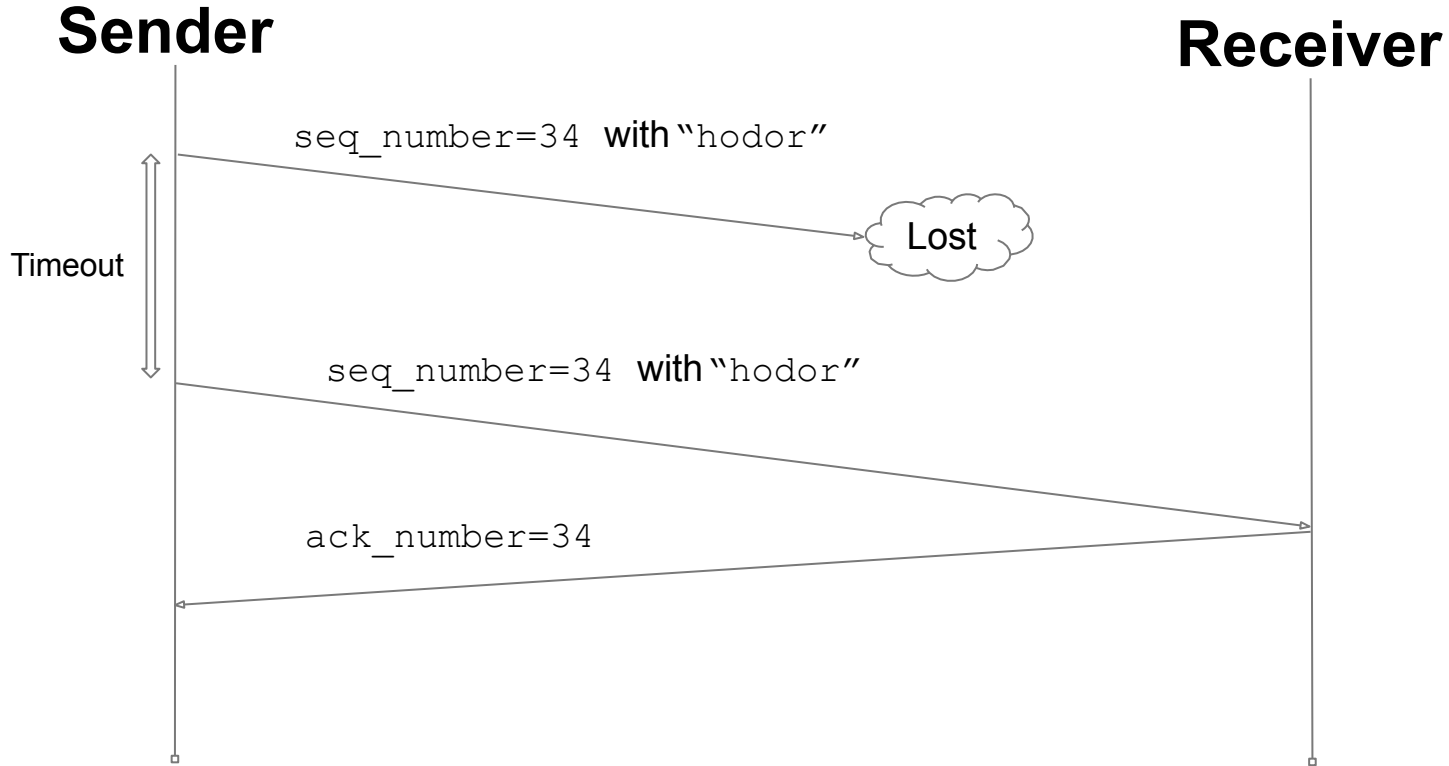 Sender
Receiver
seq_number=34 with “hodor”
Lost
Timeout
seq_number=34 with “hodor”
ack_number=34